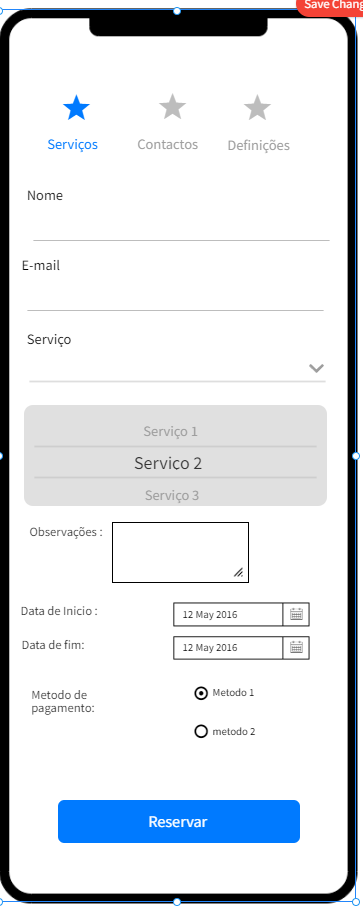 Save Chang
Serviços
Contactos
Definições
Nome
E-mail
Serviço
Serviço 1
Servico 2
Serviço 3
Observações :
Data de Inicio :
12 May 2016
Data de fim:
12 May 2016
Metodo de
pagamento:
Metodo 1
metodo 2
Reservar